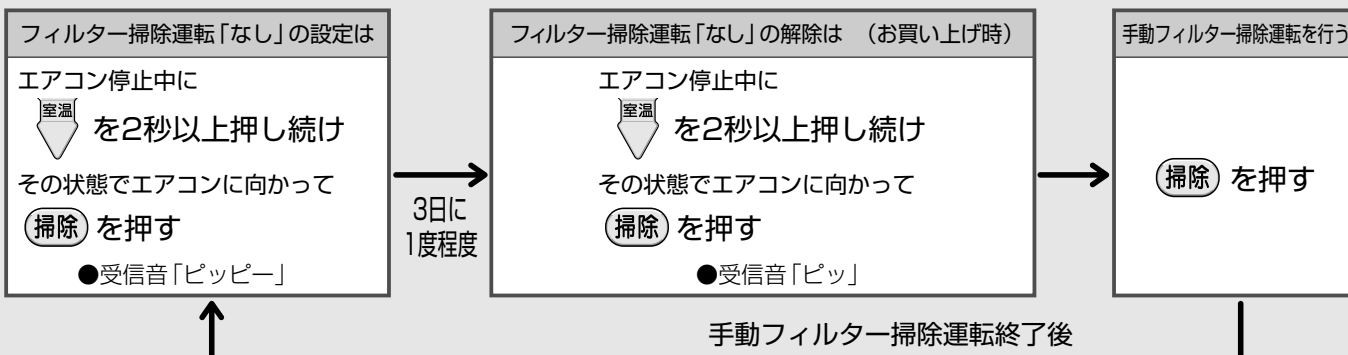 フィルター掃除運転「なし」の設定は
エアコン停止中に
室温
を2秒以上押し続け
その状態でエアコンに向かって
掃除 を押す
●受信音「ピッピー」
3日に
1度程度
フィルター掃除運転「なし」の解除は （お買い上げ時）
エアコン停止中に
室温
を2秒以上押し続け
その状態でエアコンに向かって
掃除 を押す
●受信音「ピッ」
手動フィルター掃除運転を行う
掃除 を押す
手動フィルター掃除運転終了後